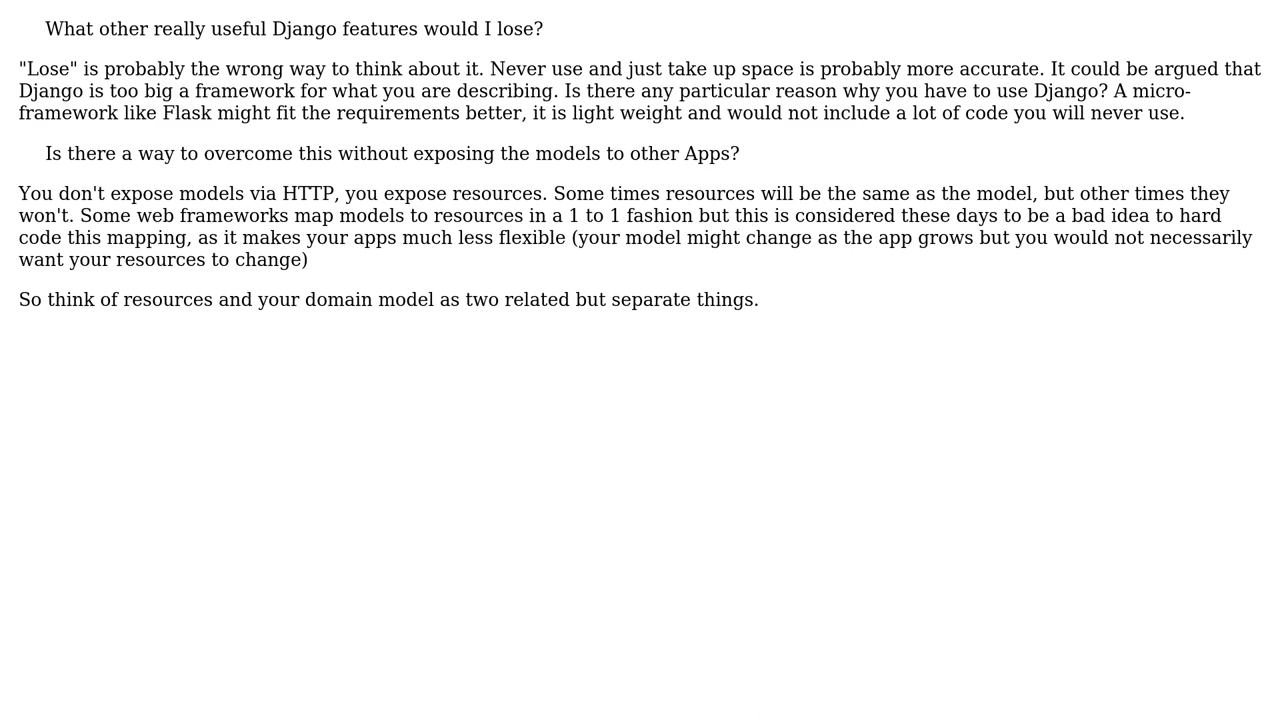 What other really useful Django features would I lose?
"Lose" is probably the wrong way to think about it. Never use and just take up space is probably more accurate. It could be argued that
Django is too big a framework for what you are describing. Is there any particular reason why you have to use Django? A micro-
framework like Flask might fit the requirements better, it is light weight and would not include a lot of code you will never use.
Is there a way to overcome this without exposing the models to other Apps?
You don't expose models via HTTP, you expose resources. Some times resources will be the same as the model, but other times they
won't. Some web frameworks map models to resources in a 1 to 1 fashion but this is considered these days to be a bad idea to hard
code this mapping, as it makes your apps much less flexible (your model might change as the app grows but you would not necessarily
want your resources to change)
So think of resources and your domain model as two related but separate things.